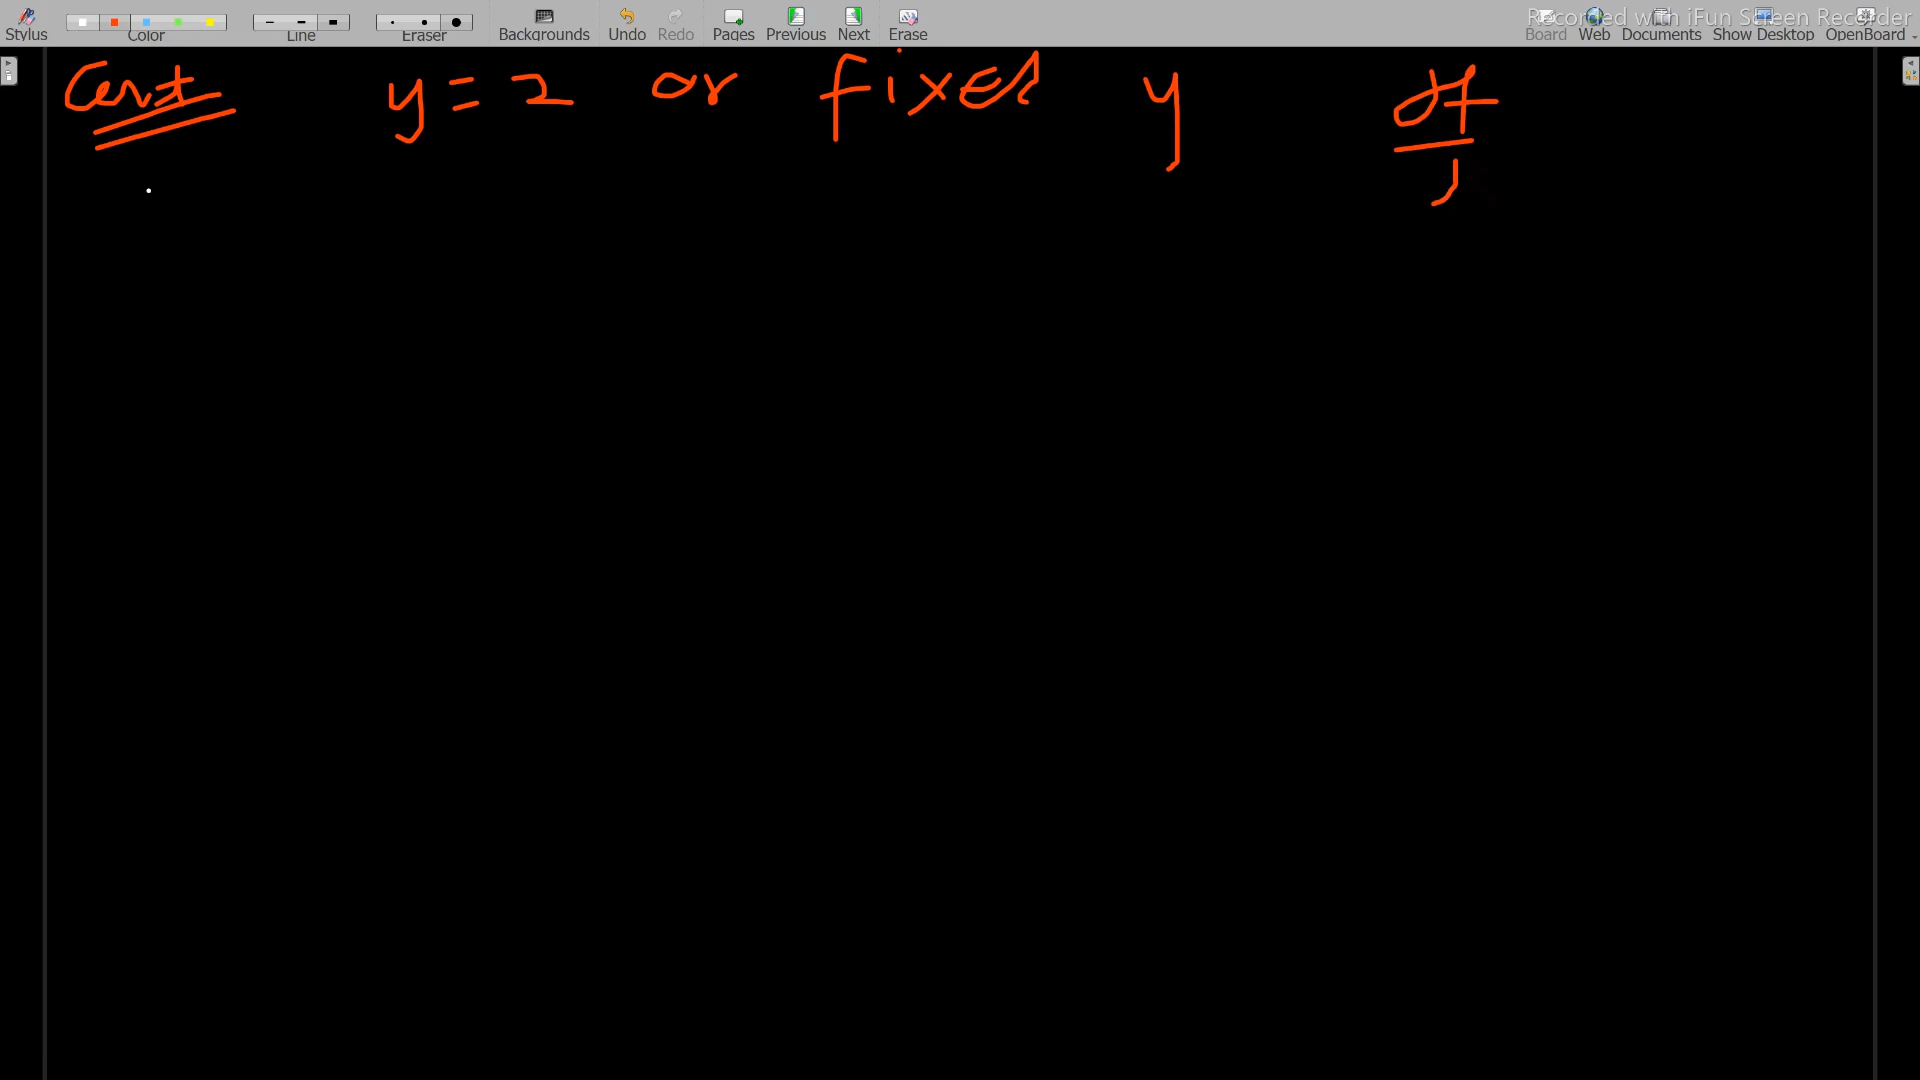 Recorded with iFun Screen Recorder
Stylus Color Line Eraser Backgrounds Undo Redo Pages Previous Next Erase Board Web Documents Show Desktop OpenBoard
y = 2 or fixed y